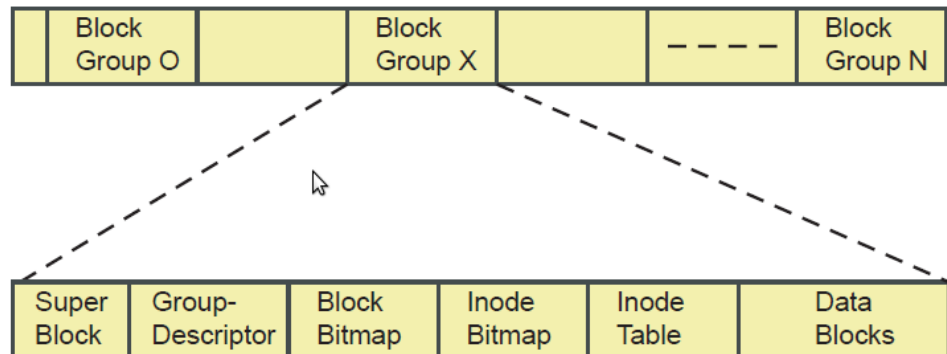 Block
Group O
Block
Group X
Block
Group N
Super
Block
Group-
Descriptor
Block
Bitmap
Inode
Bitmap
Inode
Table
Data
Blocks